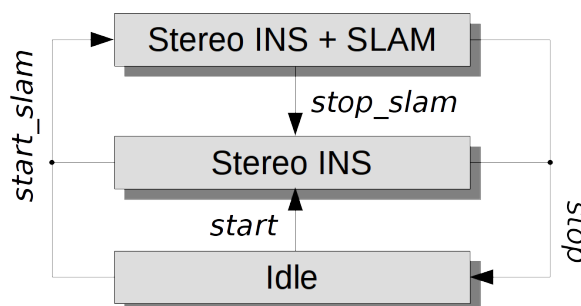 Stereo INS + SLAM
start_slam
stop_slam
Stereo INS
start
stop
Idle